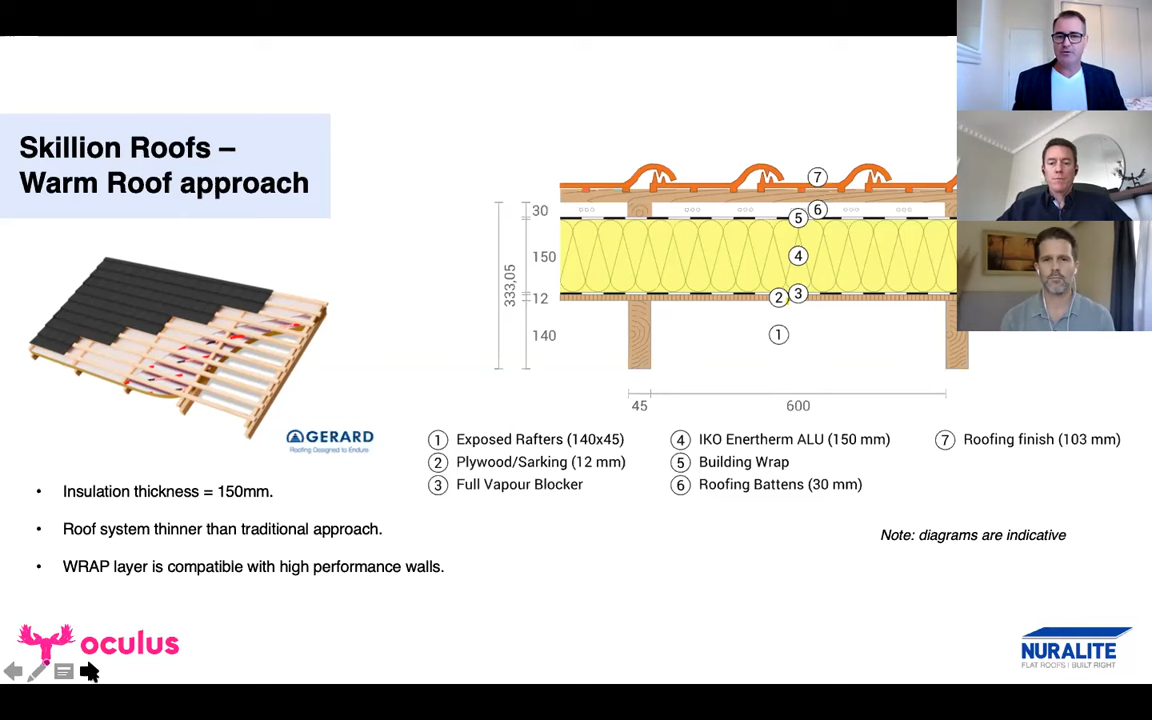 Skillion Roofs –
Warm Roof approach
7
30
6
5
150
4
333,05
3
12
2
140
1
45
600
GERARD
Roofing Designed to Endure
1 Exposed Rafters (140x45)
2 Plywood/Sarking (12 mm)
3 Full Vapour Blocker
4 IKO Enertherm ALU (150 mm)
5 Building Wrap
6 Roofing Battens (30 mm)
7 Roofing finish (103 mm)
• Insulation thickness = 150mm.
• Roof system thinner than traditional approach.
• WRAP layer is compatible with high performance walls.
Note: diagrams are indicative
oculus
NURALITE
FLAT ROOFS | BUILT RIGHT